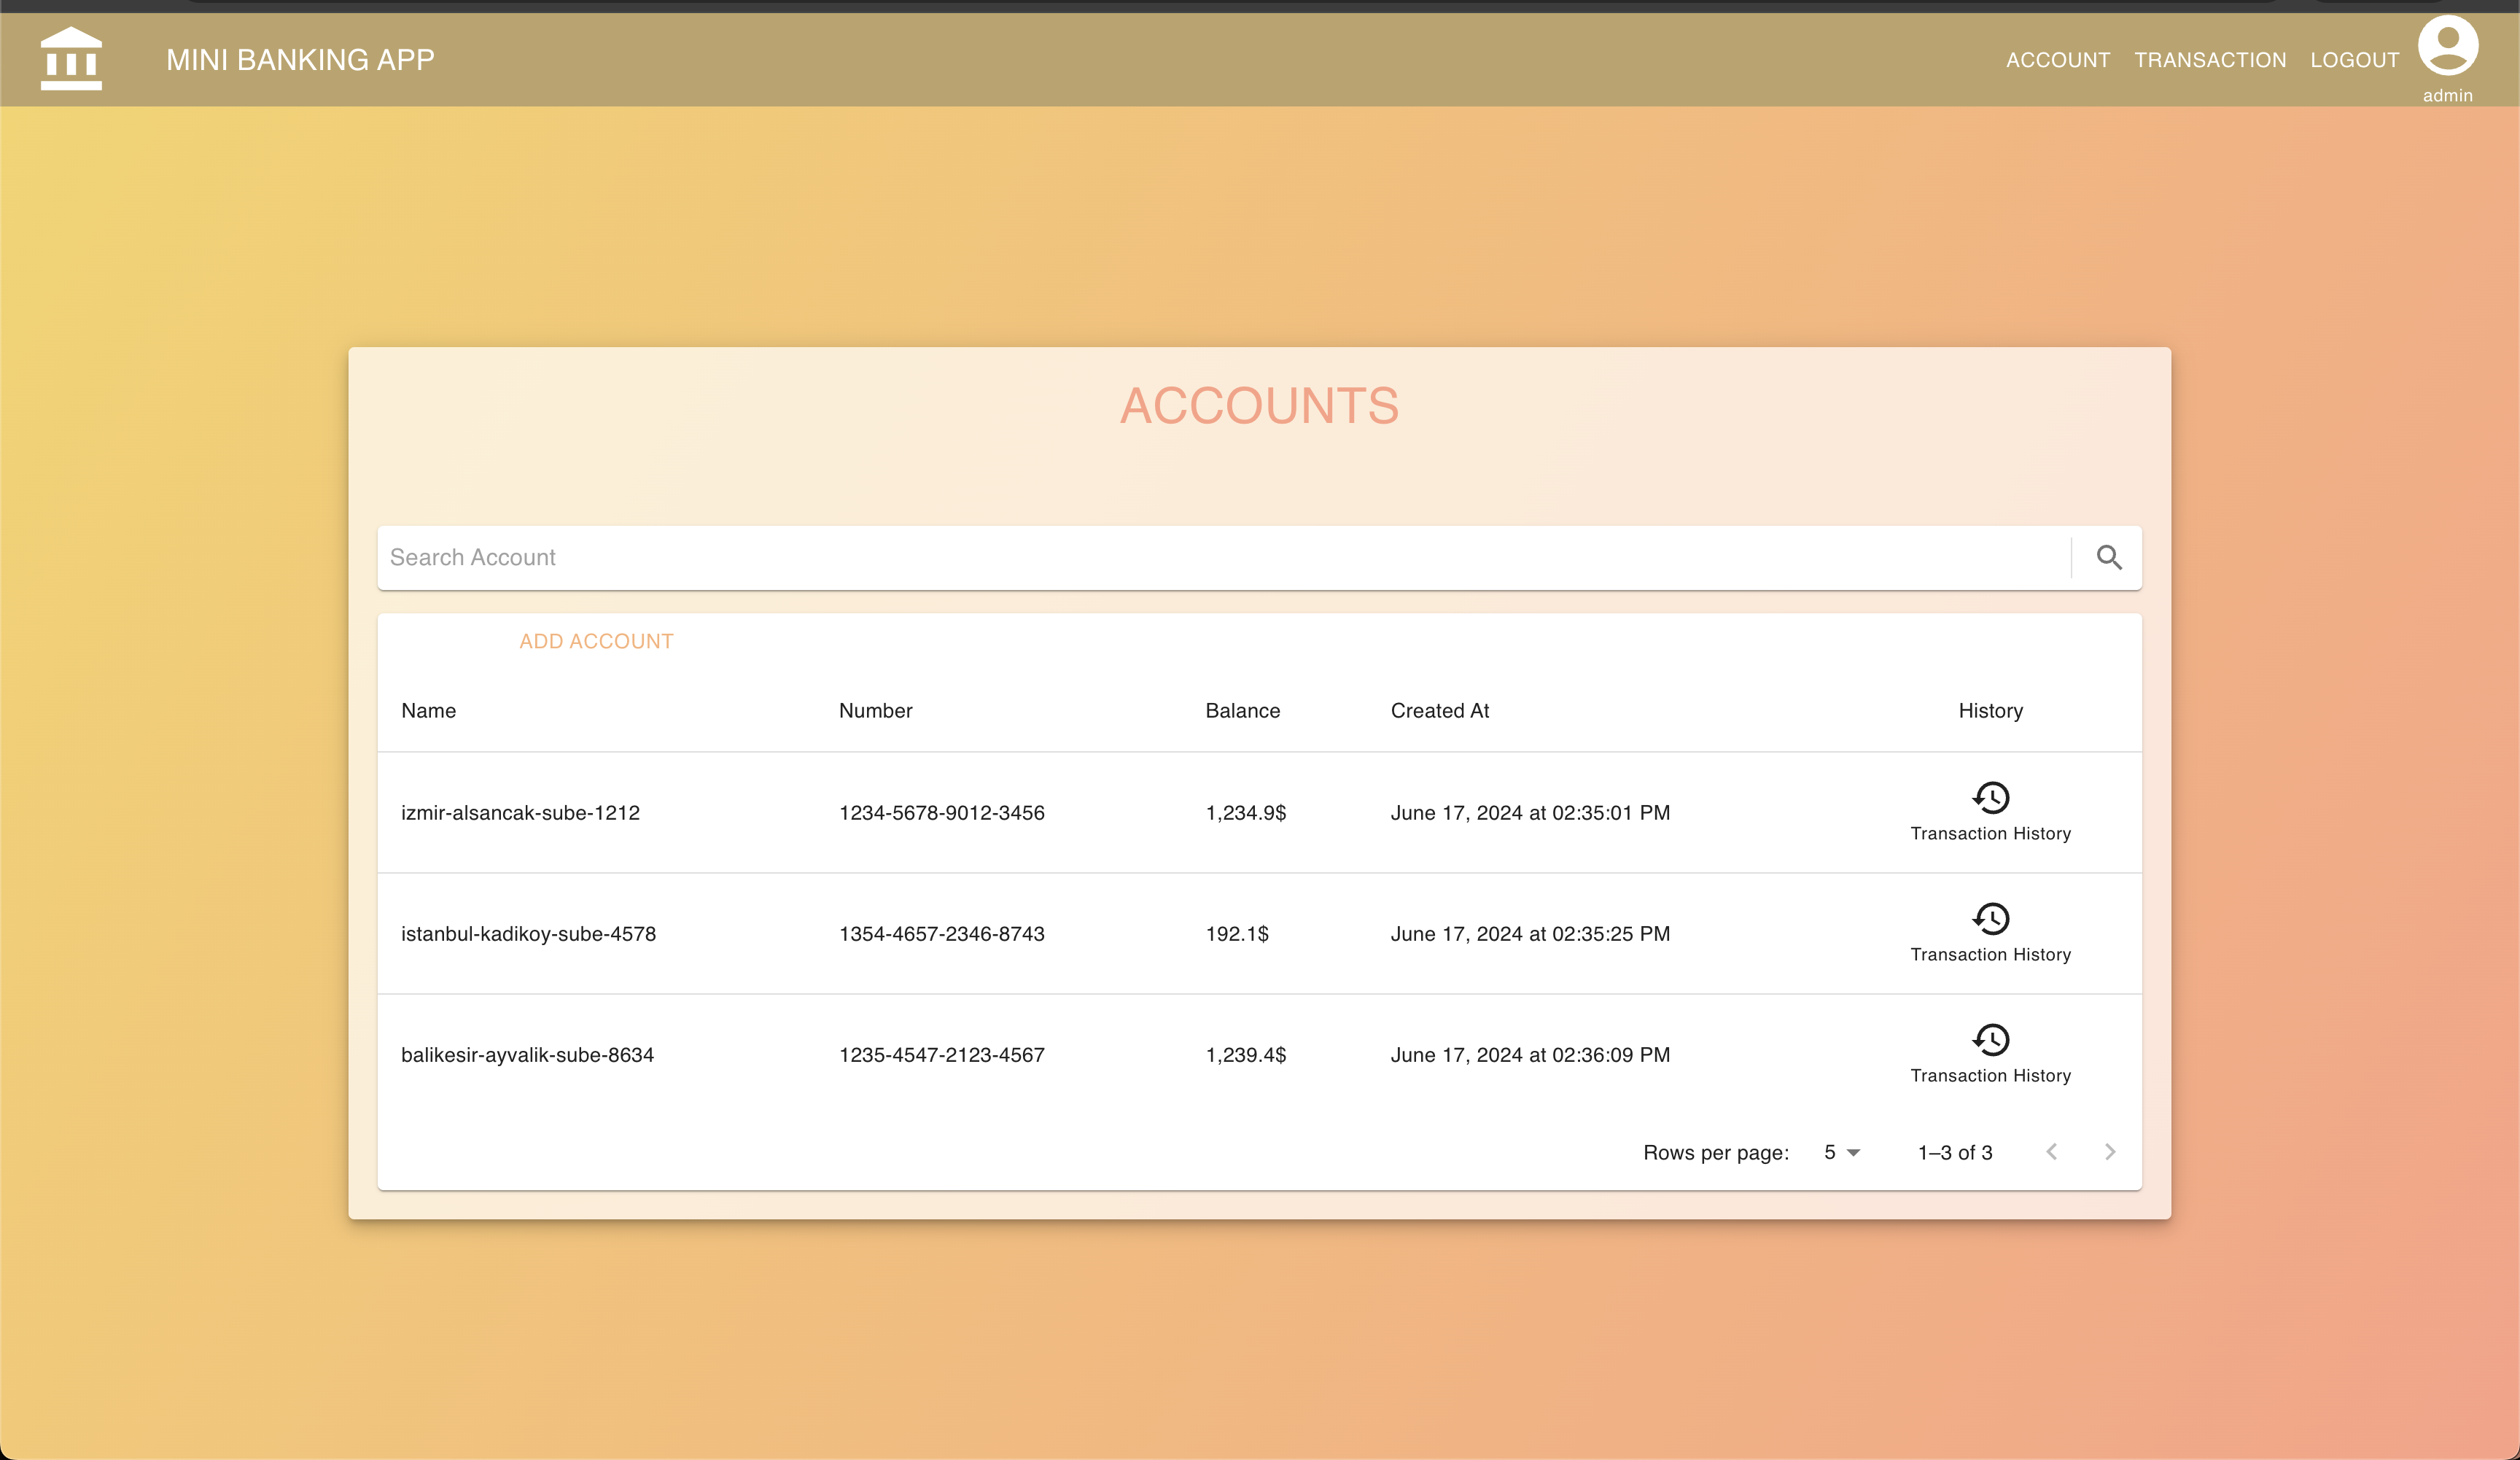 MINI BANKING APP
ACCOUNT TRANSACTION LOGOUT
admin
ACCOUNTS
Search Account
ADD ACCOUNT
Name Number Balance Created At History
izmir-alsancak-sube-1212 1234-5678-9012-3456 1,234.9$ June 17, 2024 at 02:35:01 PM
Transaction History
istanbul-kadikoy-sube-4578 1354-4657-2346-8743 192.1$ June 17, 2024 at 02:35:25 PM
Transaction History
balikesir-ayvalik-sube-8634 1235-4547-2123-4567 1,239.4$ June 17, 2024 at 02:36:09 PM
Transaction History
Rows per page: 5 1–3 of 3